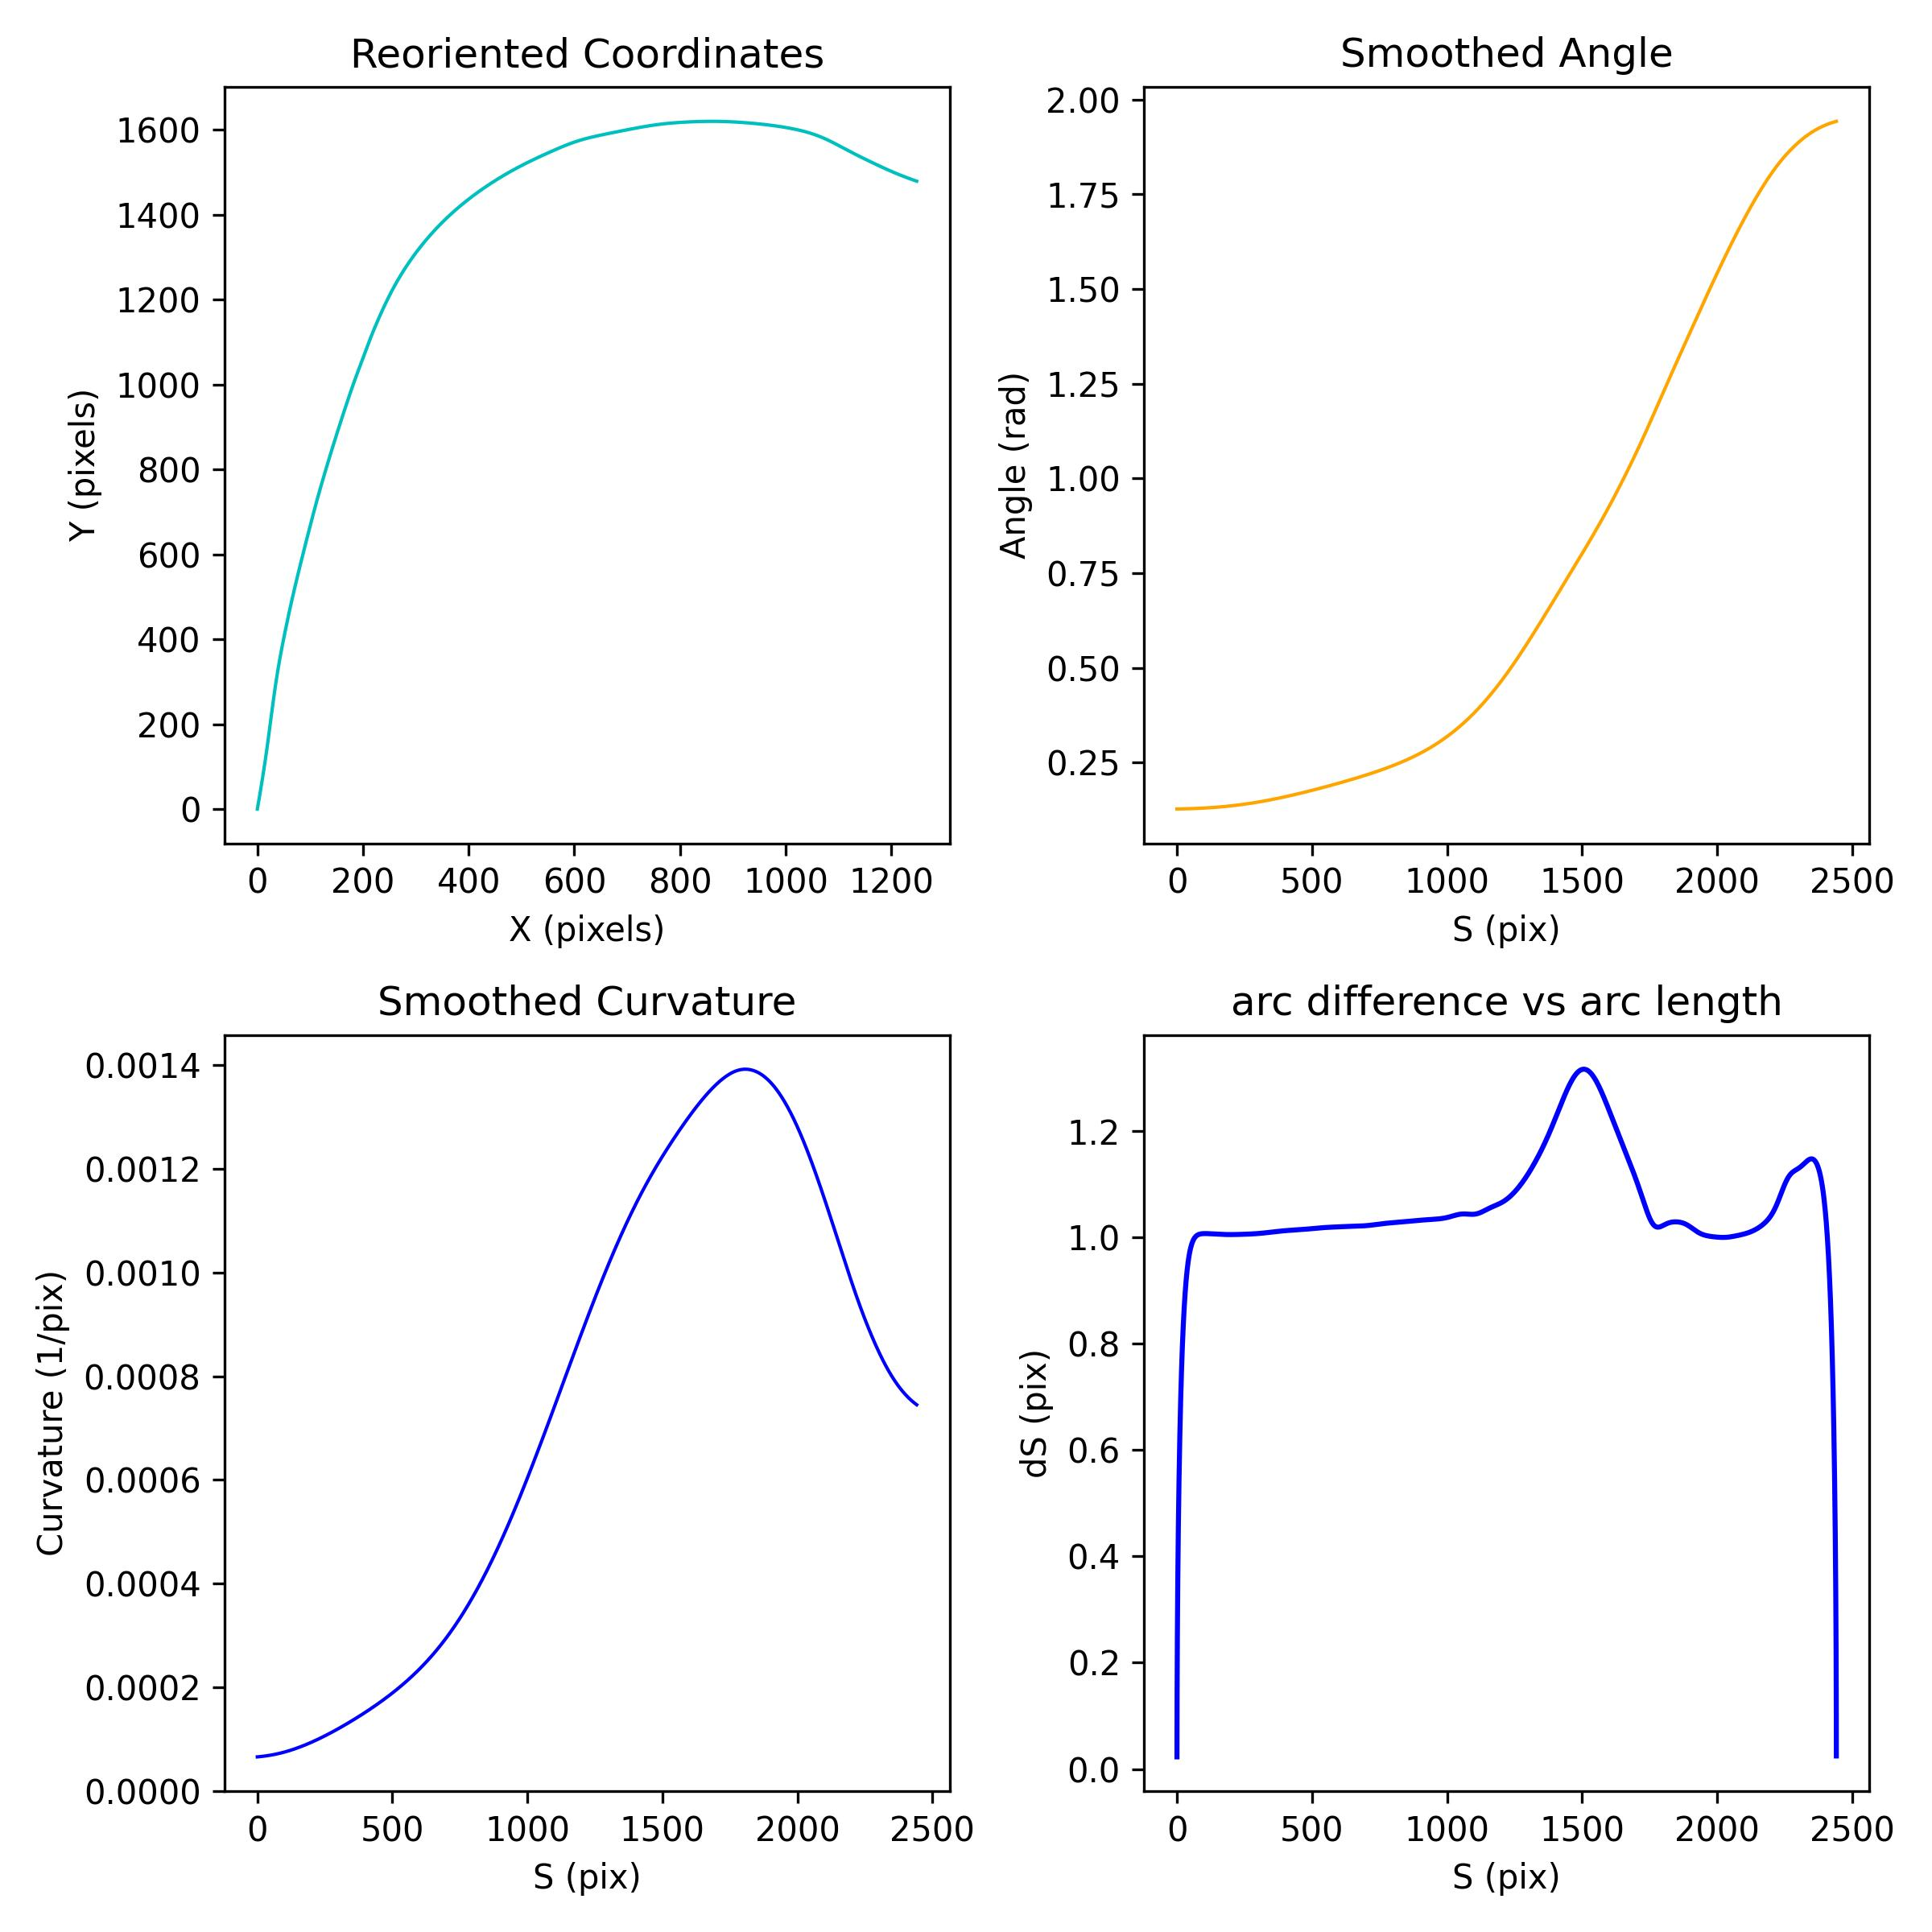 Reoriented Coordinates
1600
1400
1200
1000
800
600
400
200
0
Y (pixels)
0 200 400 600 800 1000 1200
X (pixels)
Smoothed Angle
2.00
1.75
1.50
1.25
1.00
0.75
0.50
0.25
Angle (rad)
0 500 1000 1500 2000 2500
S (pix)
Smoothed Curvature
0.0014
0.0012
0.0010
0.0008
0.0006
0.0004
0.0002
0.0000
Curvature (1/pix)
0 500 1000 1500 2000 2500
S (pix)
arc difference vs arc length
1.2
1.0
0.8
0.6
0.4
0.2
0.0
dS (pix)
0 500 1000 1500 2000 2500
S (pix)